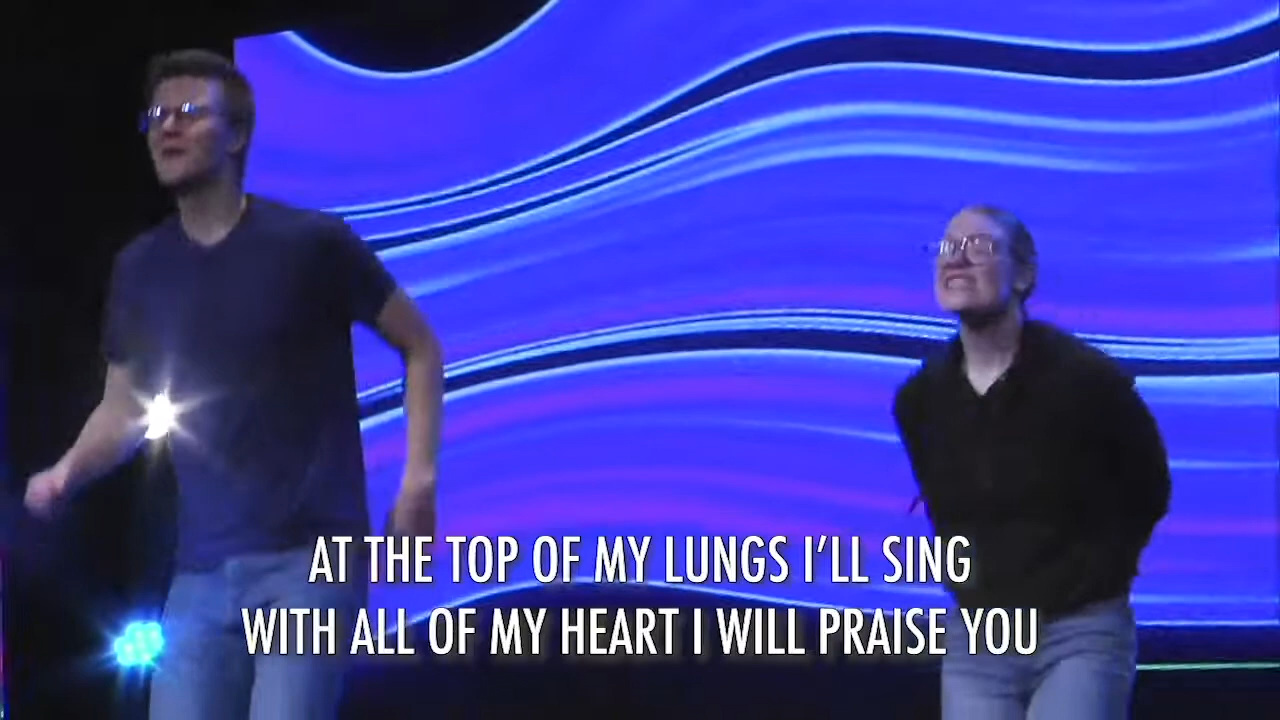 AT THE TOP OF MY LUNGS I’LL SING
WITH ALL OF MY HEART I WILL PRAISE YOU